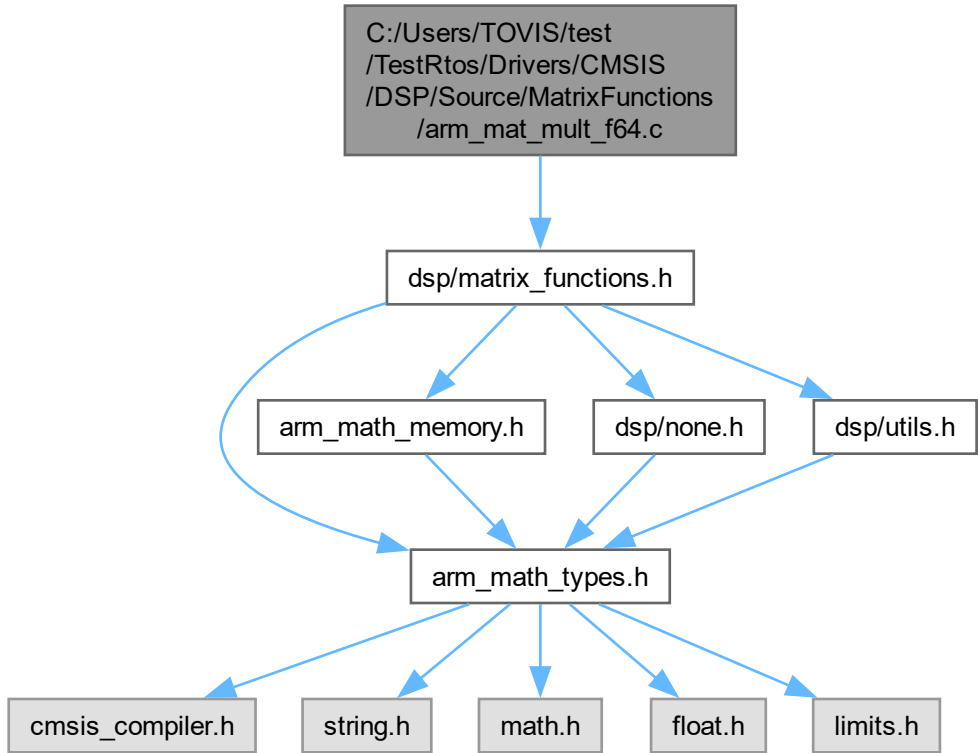 C:/Users/TOVIS/test
/TestRtos/Drivers/CMSIS
/DSP/Source/MatrixFunctions
/arm_mat_mult_f64.c
dsp/matrix_functions.h
arm_math_memory.h
dsp/none.h
dsp/utils.h
arm_math_types.h
cmsis_compiler.h
string.h
math.h
float.h
limits.h